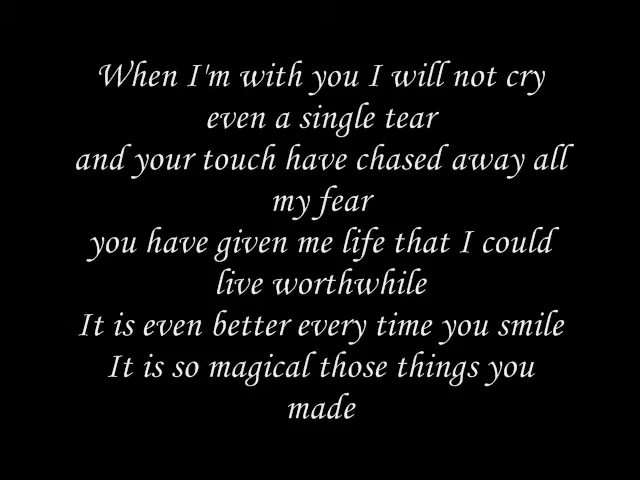 When I'm with you I will not cry
even a single tear
and your touch have chased away all
my fear
you have given me life that I could
live worthwhile
It is even better every time you smile
It is so magical those things you
made